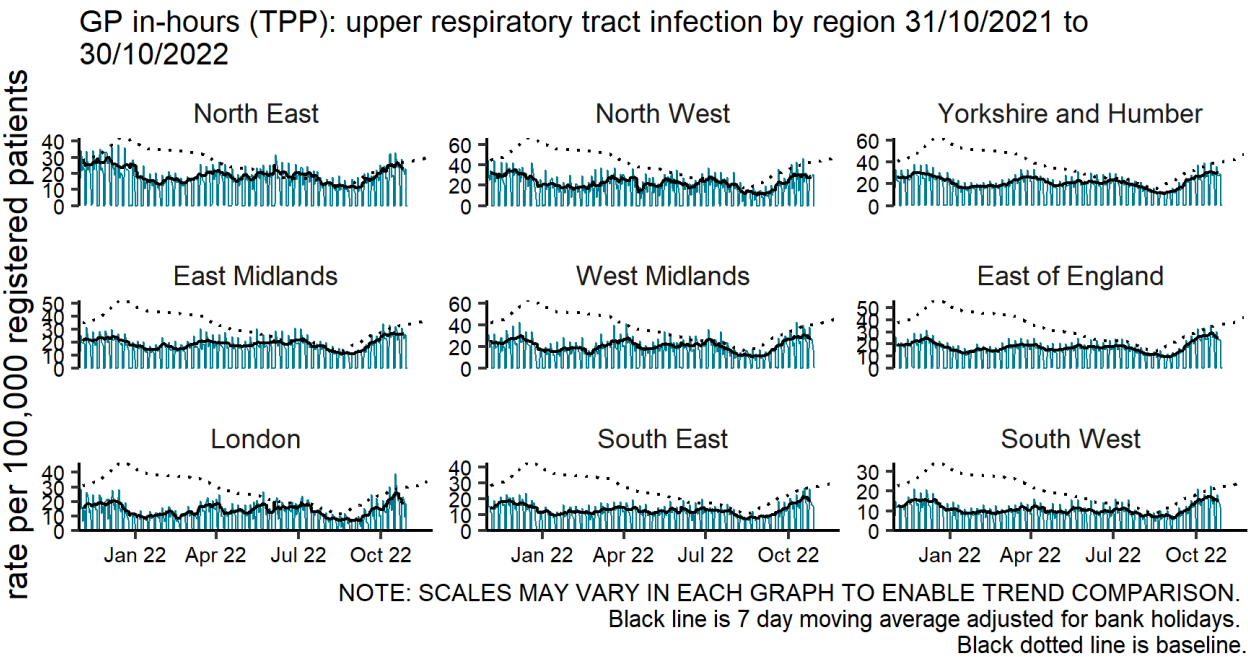 GP in-hours (TPP): upper respiratory tract infection by region 31/10/2021 to
30/10/2022
rate per 100,000 registered patients
North East
40
30
20
10
0
North West
60
40
20
0
Yorkshire and Humber
60
40
20
0
East Midlands
50
40
30
20
10
0
West Midlands
60
40
20
0
East of England
50
40
30
20
10
0
London
40
30
20
10
0
South East
40
30
20
10
0
South West
30
20
10
0
Jan 22 Apr 22 Jul 22 Oct 22
Jan 22 Apr 22 Jul 22 Oct 22
Jan 22 Apr 22 Jul 22 Oct 22
NOTE: SCALES MAY VARY IN EACH GRAPH TO ENABLE TREND COMPARISON.
Black line is 7 day moving average adjusted for bank holidays.
Black dotted line is baseline.